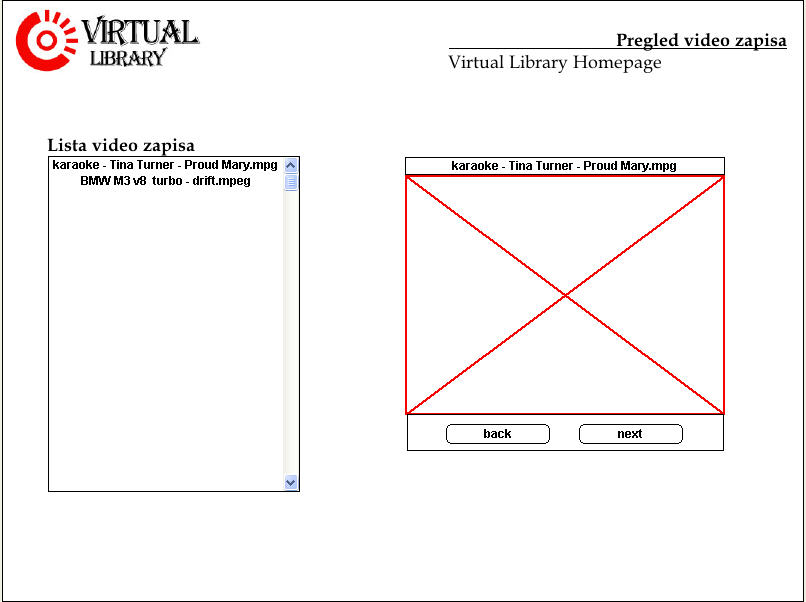 VIRTUAL
LIBRARY
Pregled video zapisa
Virtual Library Homepage
Lista video zapisa
karaoke - Tina Turner - Proud Mary.mpg
BMW M3 v8 turbo - drift.mpeg
karaoke - Tina Turner - Proud Mary.mpg
back
next